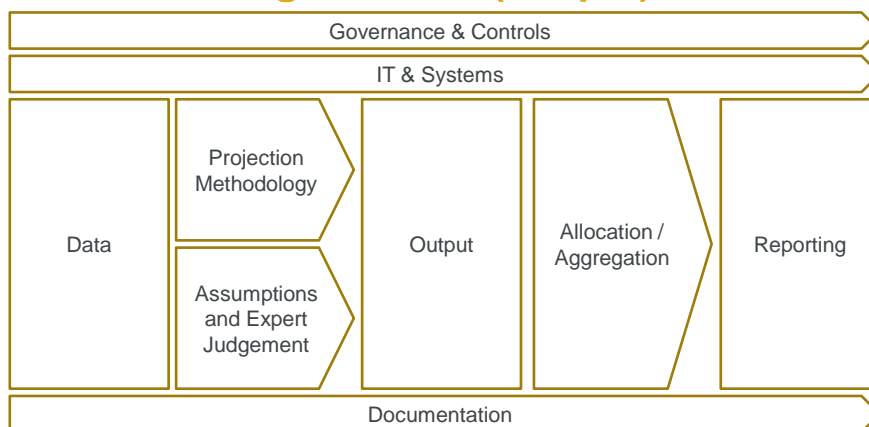 Governance & Controls
IT & Systems
Data
Projection
Methodology
Assumptions
and Expert
Judgement
Output
Allocation /
Aggregation
Reporting
Documentation